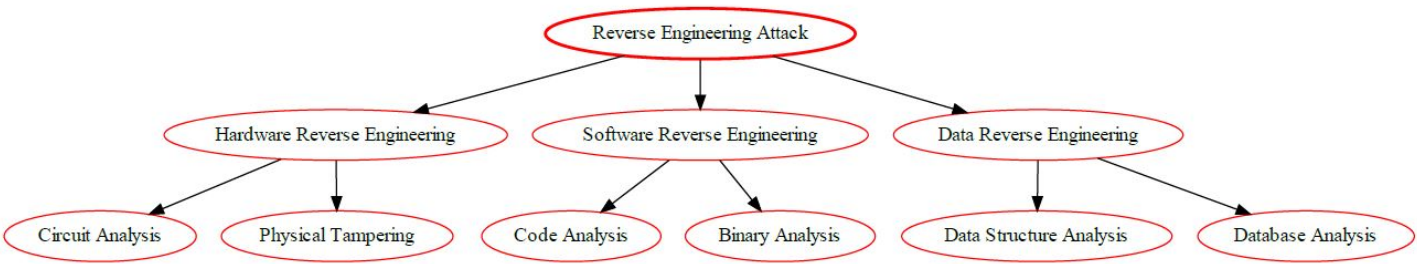 Reverse Engineering Attack
Hardware Reverse Engineering
Software Reverse Engineering
Data Reverse Engineering
Circuit Analysis
Physical Tampering
Code Analysis
Binary Analysis
Data Structure Analysis
Database Analysis